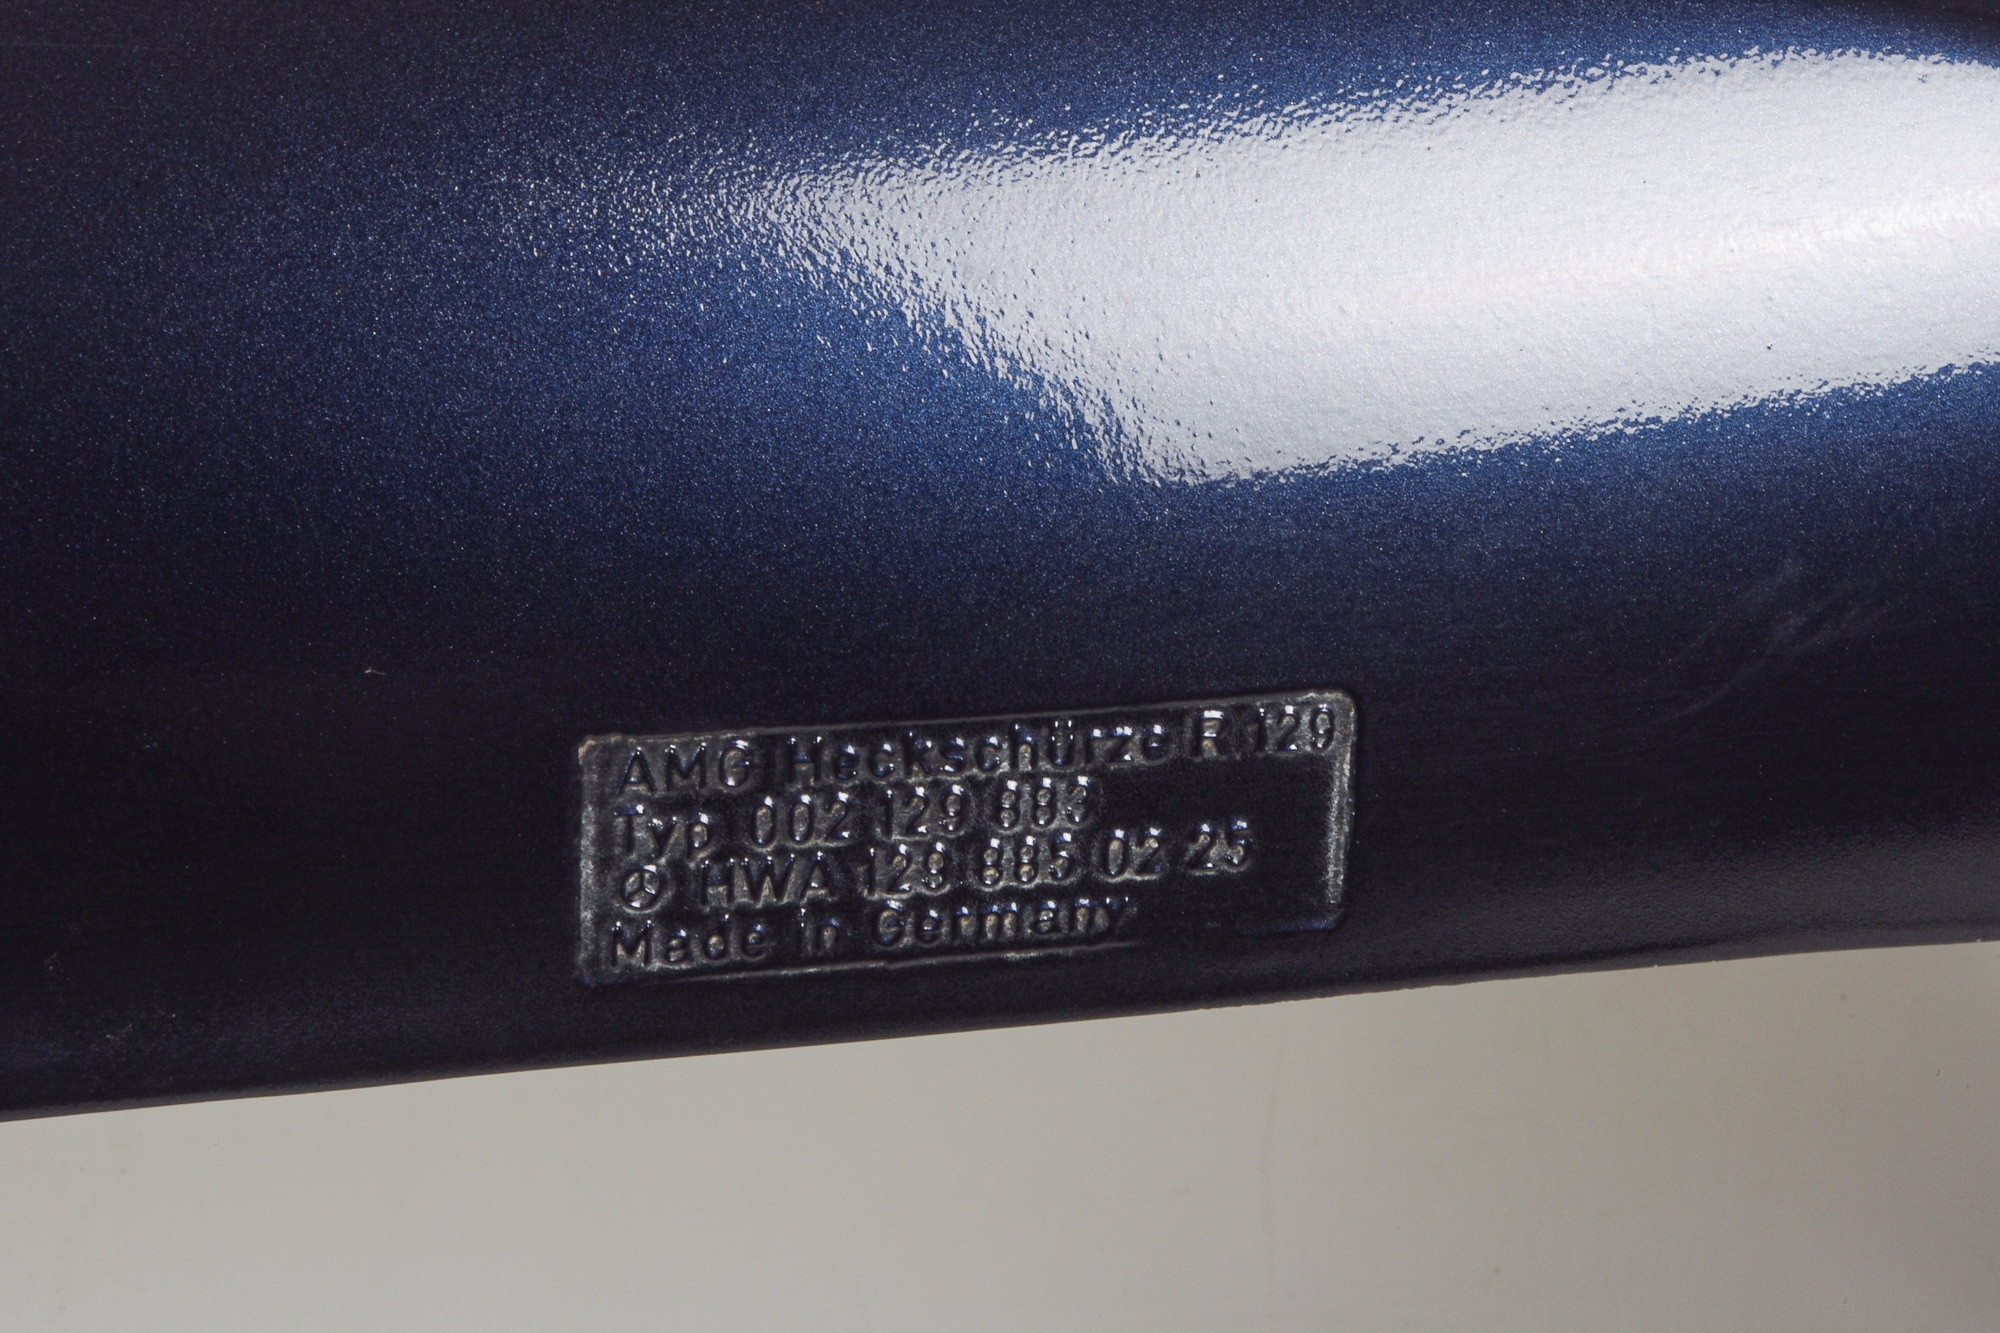 AMG Heckschürze R 129
Typ 002 129 883
HWA 129 885 02 25
Made in Germany